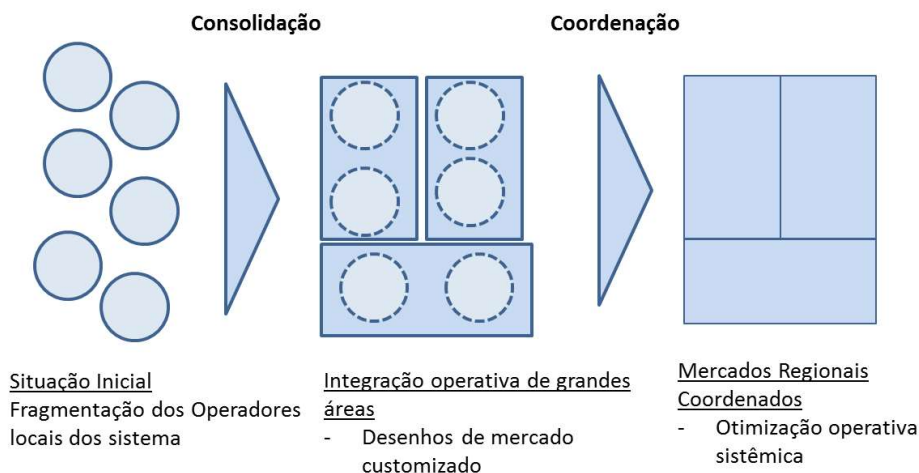 Consolidação
Coordenação
Situação Inicial
Fragmentação dos Operadores
locais dos sistema
Integração operativa de grandes
áreas
- Desenhos de mercado
customizado
Mercados Regionais
Coordenados
- Otimização operativa
sistêmica